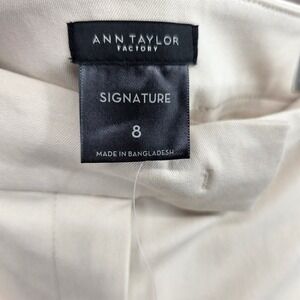 ANN TAYLOR
FACTORY
SIGNATURE
8
MADE IN BANGLADESH